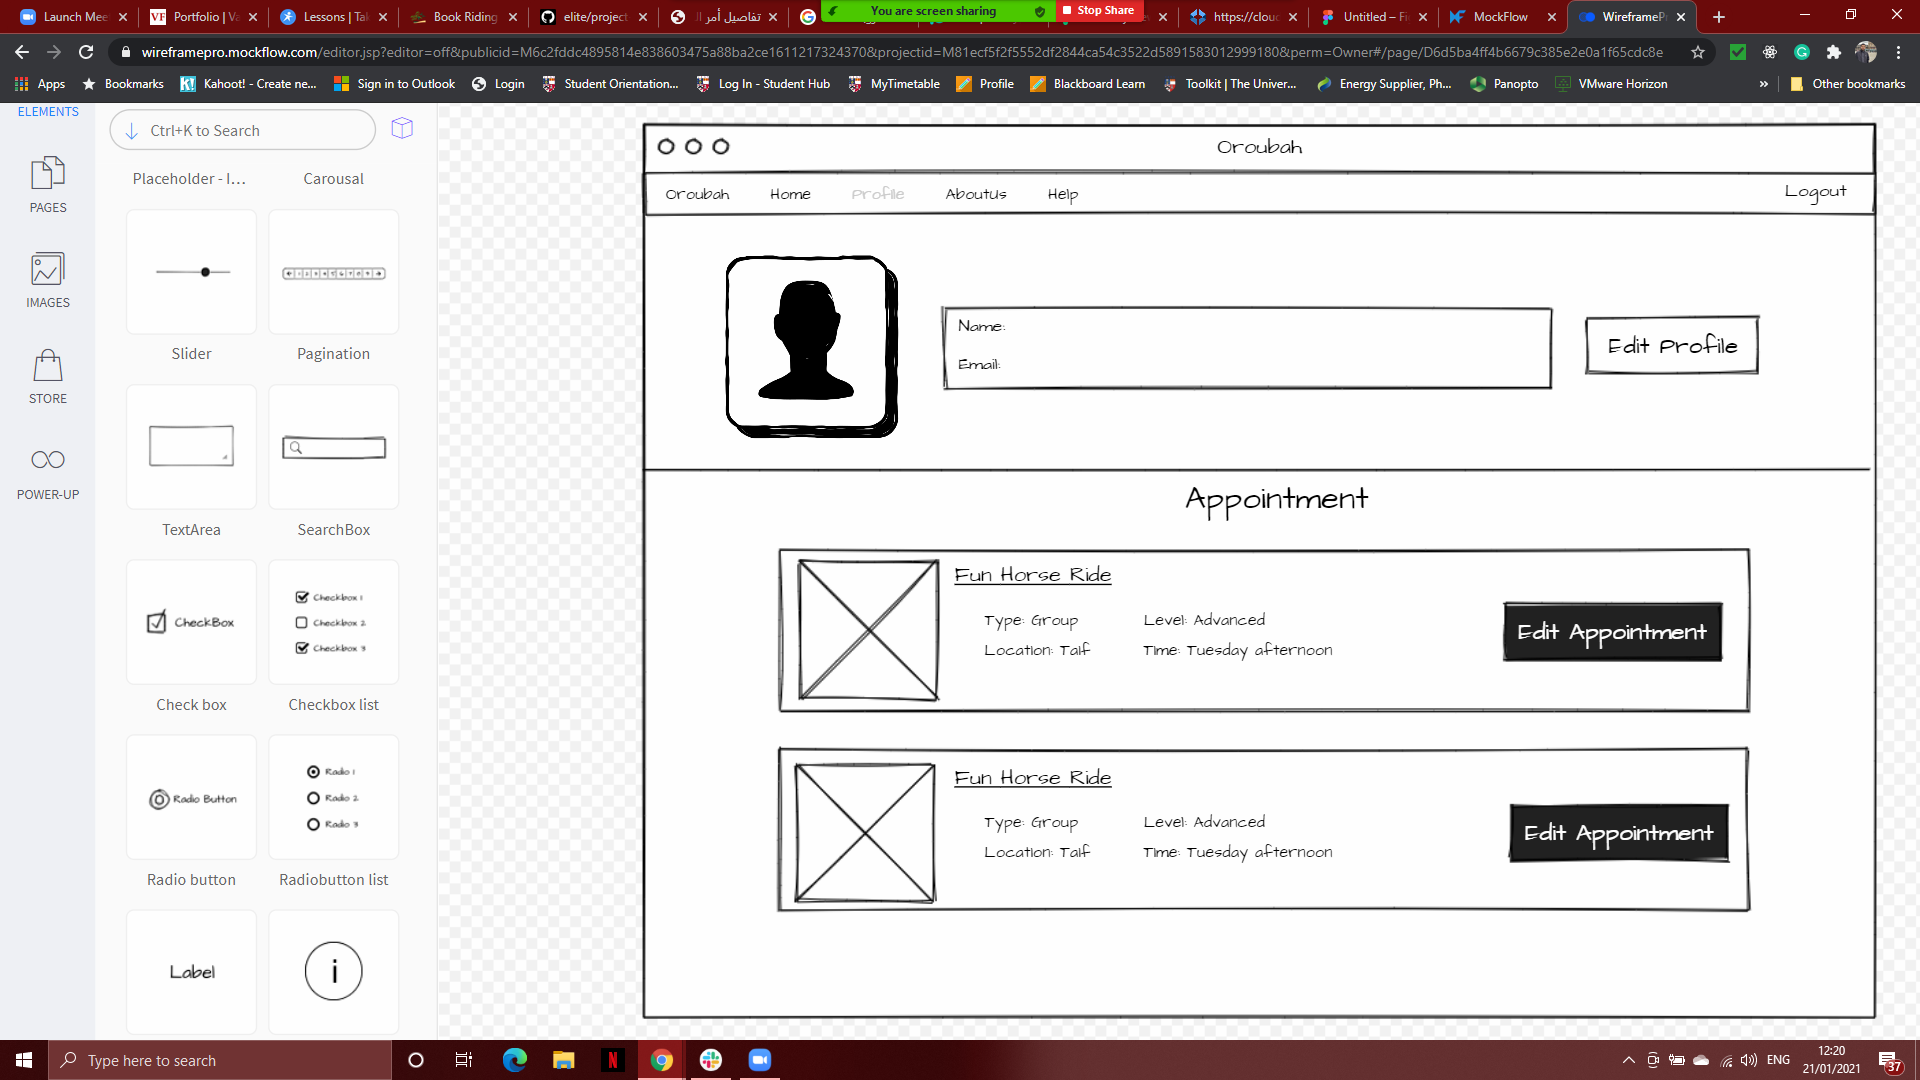 Launch Mee
Portfolio | Va
Lessons | Tal
Book Riding
elite/project
تفاصيل أمر ال
You are screen sharing
Stop Share
https://clou
Untitled – Fi
MockFlow
WireframePr
wireframepro.mockflow.com/editor.jsp?editor=off&publicid=M6c2fddc4895814e838603475a88ba2ce1611217324370&projectid=M81ecf5f2f5552df2844ca54c3522d58915830129991​80&perm=Owner#/page/D6d5ba4ff4b6679c385e2e0a1f65cdc8e
Apps
Bookmarks
Kahoot! - Create ne...
Sign in to Outlook
Login
Student Orientation...
Log In - Student Hub
MyTimetable
Profile
Blackboard Learn
Toolkit | The Univer...
Energy Supplier, Ph...
Panopto
VMware Horizon
»
Other bookmarks
ELEMENTS
PAGES
IMAGES
STORE
POWER-UP
Ctrl+K to Search
Placeholder - I...
Carousal
Slider
Pagination
TextArea
SearchBox
CheckBox
Checkbox 1
Checkbox 2
Checkbox 3
Check box
Checkbox list
Radio Button
Radio 1
Radio 2
Radio 3
Radio button
Radiobutton list
Label
i
Oroubah
Oroubah
Home
Profile
AboutUs
Help
Logout
Name:
Email:
Edit Profile
Appointment
Fun Horse Ride
Type: Group
Level: Advanced
Location: Taif
Time: Tuesday afternoon
Edit Appointment
Fun Horse Ride
Type: Group
Level: Advanced
Location: Taif
Time: Tuesday afternoon
Edit Appointment
Type here to search
ENG
12:20
21/01/2021
37